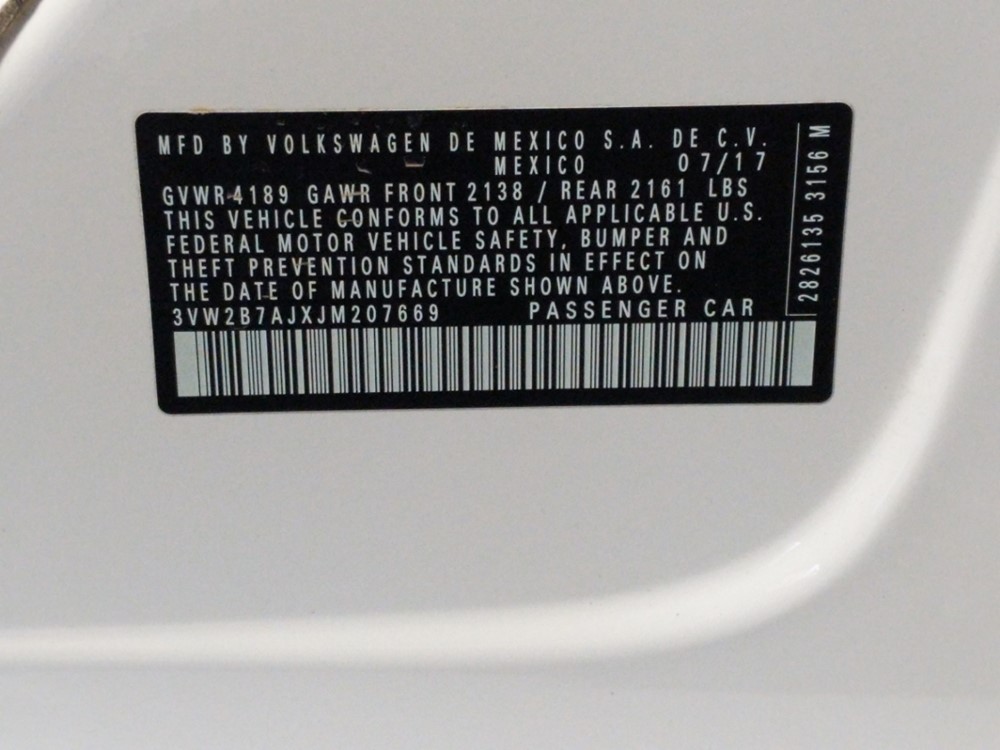 MFD BY VOLKSWAGEN DE MEXICO S.A. DE C.V.
MEXICO 07/17
GVWR 4189 GAWR FRONT 2138 / REAR 2161 LBS
THIS VEHICLE CONFORMS TO ALL APPLICABLE U.S.
FEDERAL MOTOR VEHICLE SAFETY, BUMPER AND
THEFT PREVENTION STANDARDS IN EFFECT ON
THE DATE OF MANUFACTURE SHOWN ABOVE.
3VW2B7AJXJM207669 PASSENGER CAR
2826135 3156 M